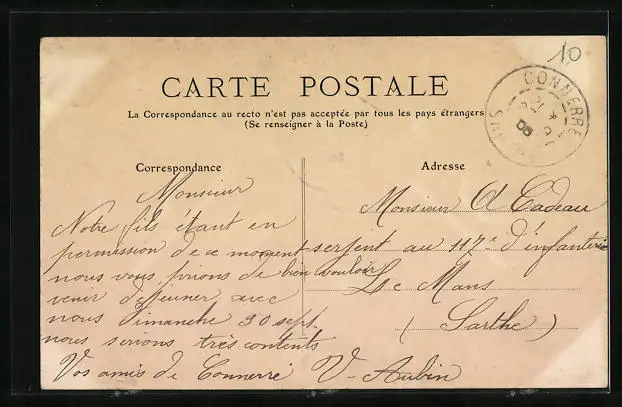 10
CARTE POSTALE
La Correspondance au recto n'est pas acceptée par tous les pays étrangers
(Se renseigner à la Poste)
CONNERRÉ
Correspondance
Monsieur
Notre fils étant en
permission de ce moment
nous vous prions de bien vouloir
venir déjeuner avec
nous Dimanche 30 sept.
nous serions très contents
Vos amis de Connerré V. Aubin
Adresse
Monsieur A Cadeau
sergent au 117e d'infanterie
Le Mans
(Sarthe)